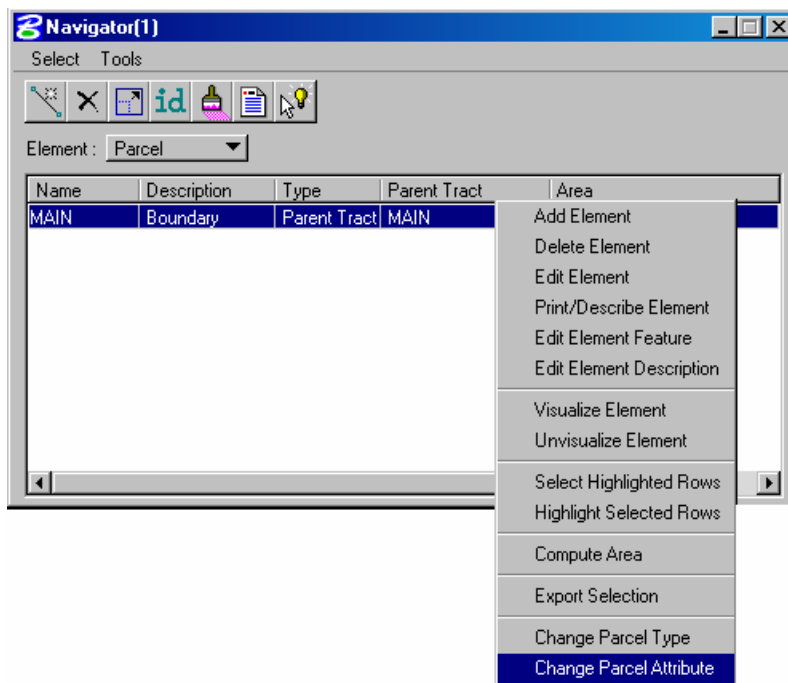 Navigator(1)
Select Tools
id
Element : Parcel
Name Description Type Parent Tract Area
MAIN Boundary Parent Tract MAIN
Add Element
Delete Element
Edit Element
Print/Describe Element
Edit Element Feature
Edit Element Description
Visualize Element
Unvisualize Element
Select Highlighted Rows
Highlight Selected Rows
Compute Area
Export Selection
Change Parcel Type
Change Parcel Attribute